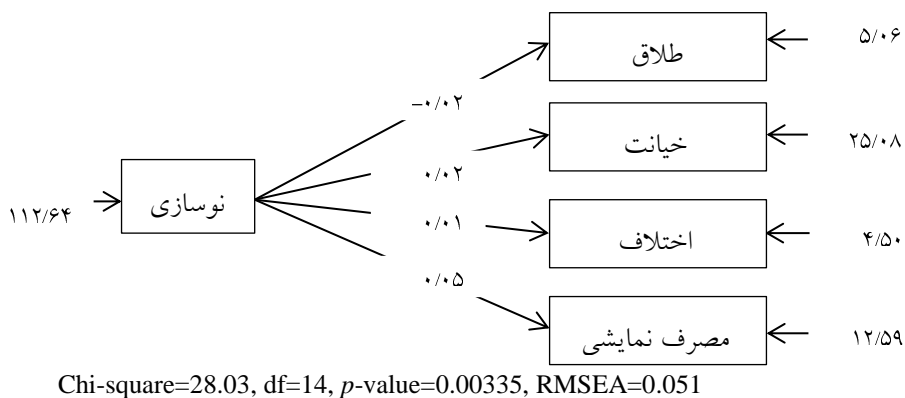 طلاق
۵/۰۶
−۰/۰۲
خیانت
۲۵/۰۸
۰/۰۲
نوسازی
۱۱۲/۶۴
۰/۰۱
اختلاف
۴/۵۰
۰/۰۵
مصرف نمایشی
۱۲/۵۹
Chi-square=28.03, df=14, p-value=0.00335, RMSEA=0.051